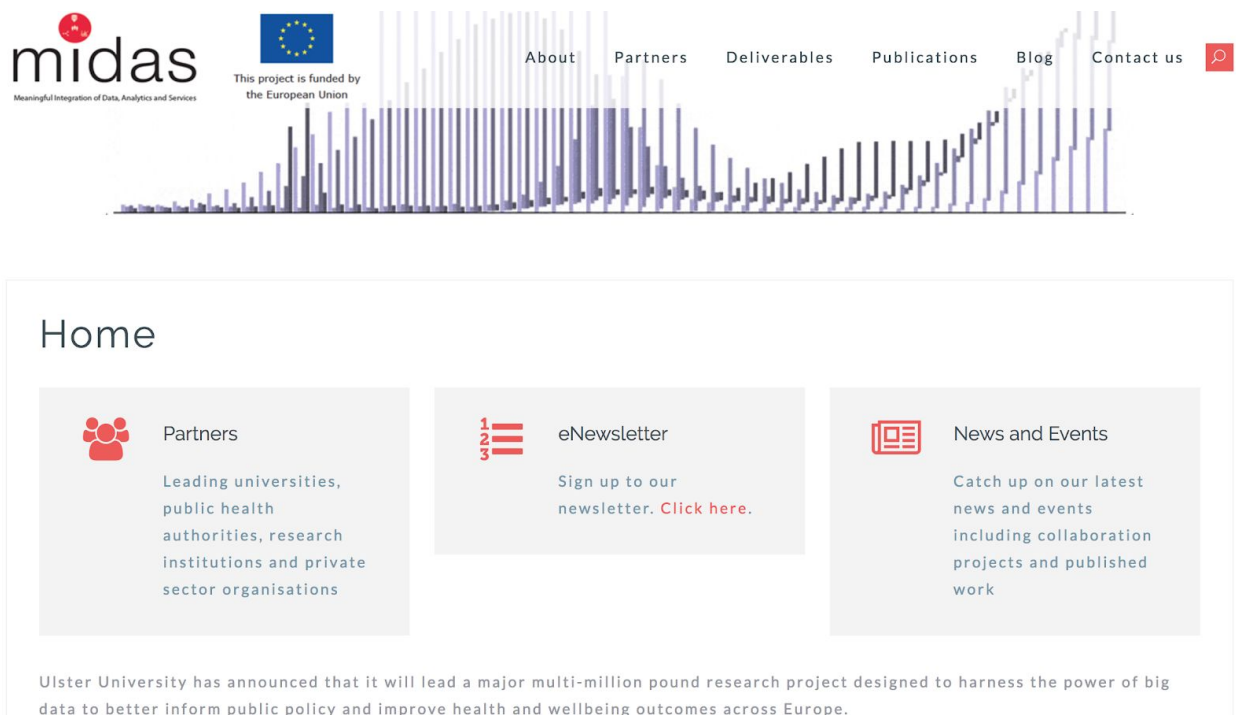 midas
Meaningful Integration of Data, Analytics and Services
This project is funded by
the European Union
About Partners Deliverables Publications Blog Contact us
Home
Partners
Leading universities,
public health
authorities, research
institutions and private
sector organisations
1
2
3
eNewsletter
Sign up to our
newsletter. Click here.
News and Events
Catch up on our latest
news and events
including collaboration
projects and published
work
Ulster University has announced that it will lead a major multi-million pound research project designed to harness the power of big
data to better inform public policy and improve health and wellbeing outcomes across Europe.